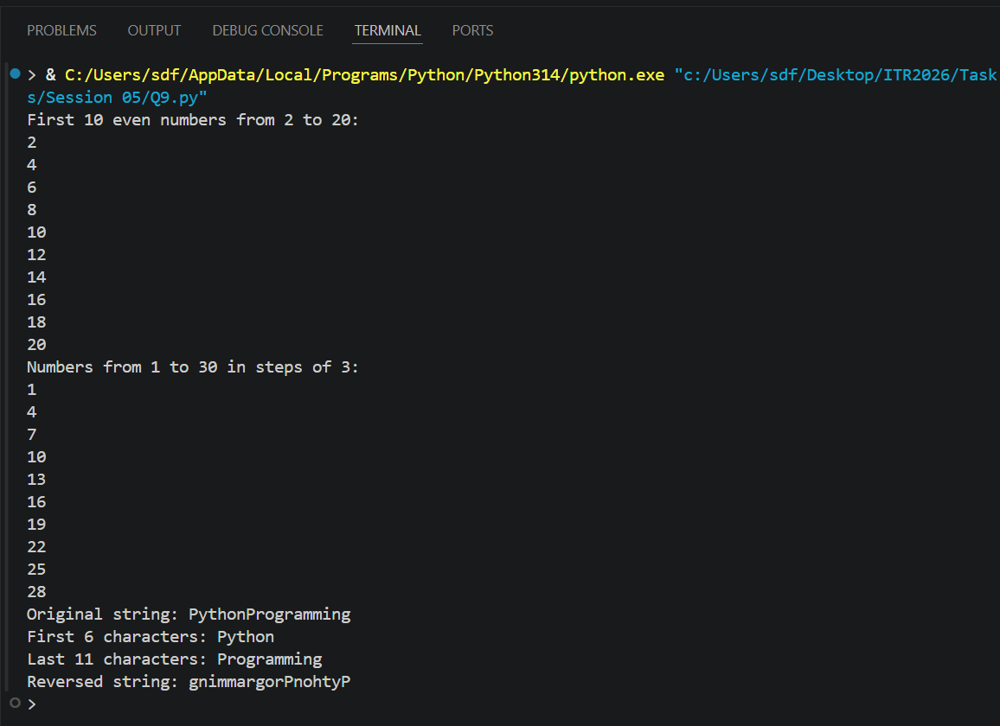 PROBLEMS OUTPUT DEBUG CONSOLE TERMINAL PORTS
> & C:/Users/sdf/AppData/Local/Programs/Python/Python314/python.exe "c:/Users/sdf/Desktop/ITR2026/Task
s/Session 05/Q9.py"
First 10 even numbers from 2 to 20:
2
4
6
8
10
12
14
16
18
20
Numbers from 1 to 30 in steps of 3:
1
4
7
10
13
16
19
22
25
28
Original string: PythonProgramming
First 6 characters: Python
Last 11 characters: Programming
Reversed string: gnimmargorPnohtyP
>